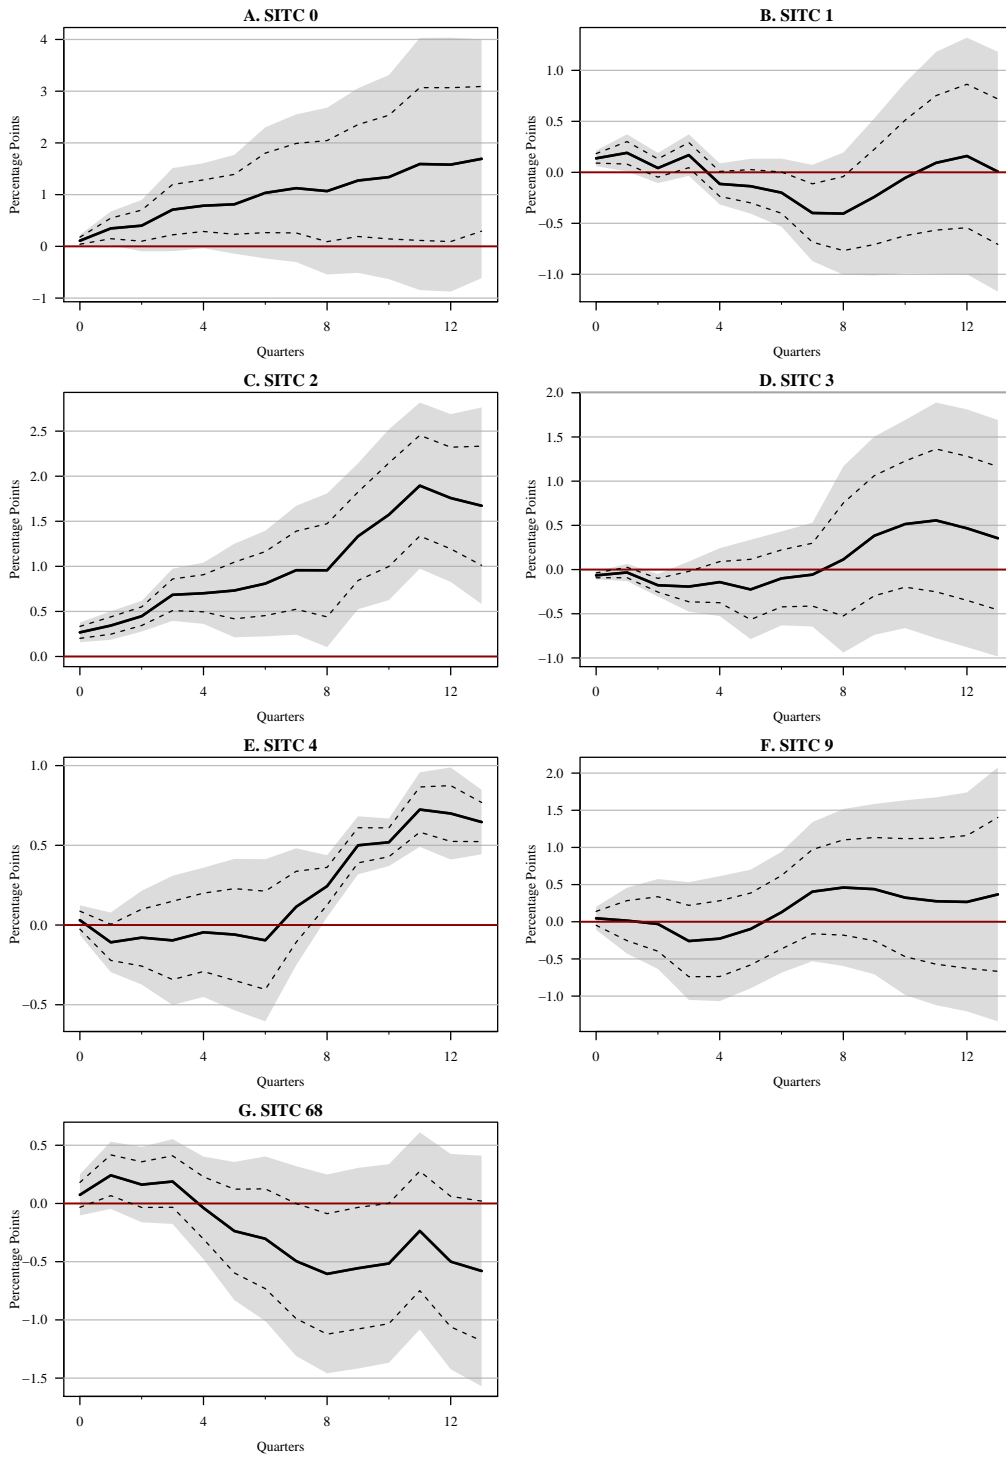 A. SITC 0
4
3
2
1
0
−1
Percentage Points
0 4 8 12
Quarters
B. SITC 1
1.0
0.5
0.0
−0.5
−1.0
Percentage Points
0 4 8 12
Quarters
C. SITC 2
2.5
2.0
1.5
1.0
0.5
0.0
Percentage Points
0 4 8 12
Quarters
D. SITC 3
2.0
1.5
1.0
0.5
0.0
−0.5
−1.0
Percentage Points
0 4 8 12
Quarters
E. SITC 4
1.0
0.5
0.0
−0.5
Percentage Points
0 4 8 12
Quarters
F. SITC 9
2.0
1.5
1.0
0.5
0.0
−0.5
−1.0
Percentage Points
0 4 8 12
Quarters
G. SITC 68
0.5
0.0
−0.5
−1.0
−1.5
Percentage Points
0 4 8 12
Quarters